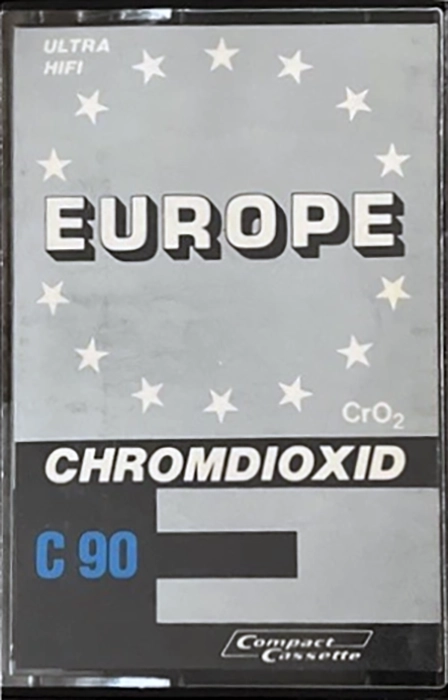 ULTRA
HIFI
EUROPE
CrO₂
CHROMDIOXID
C 90
Compact
Cassette